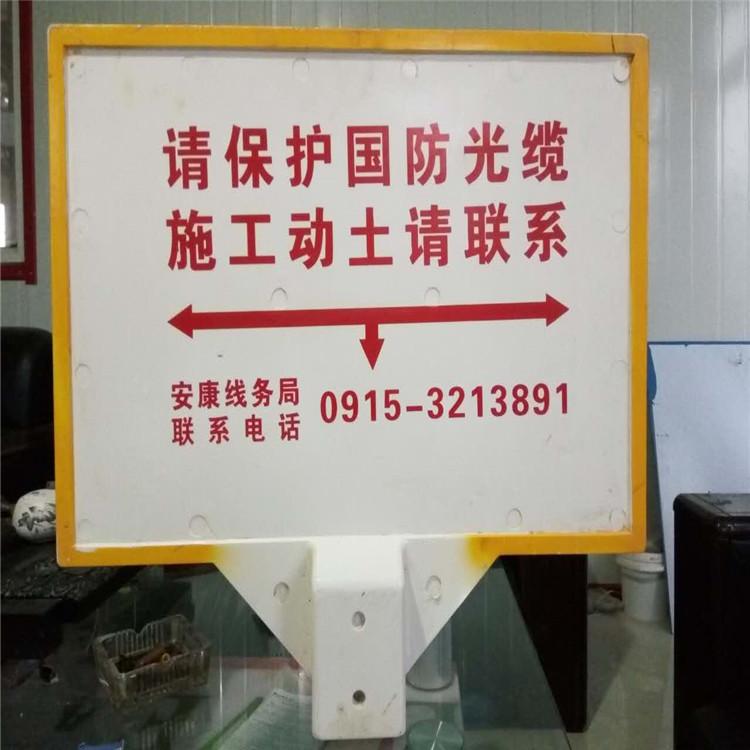 请保护国防光缆
施工动土请联系
安康线务局
联系电话 0915-3213891